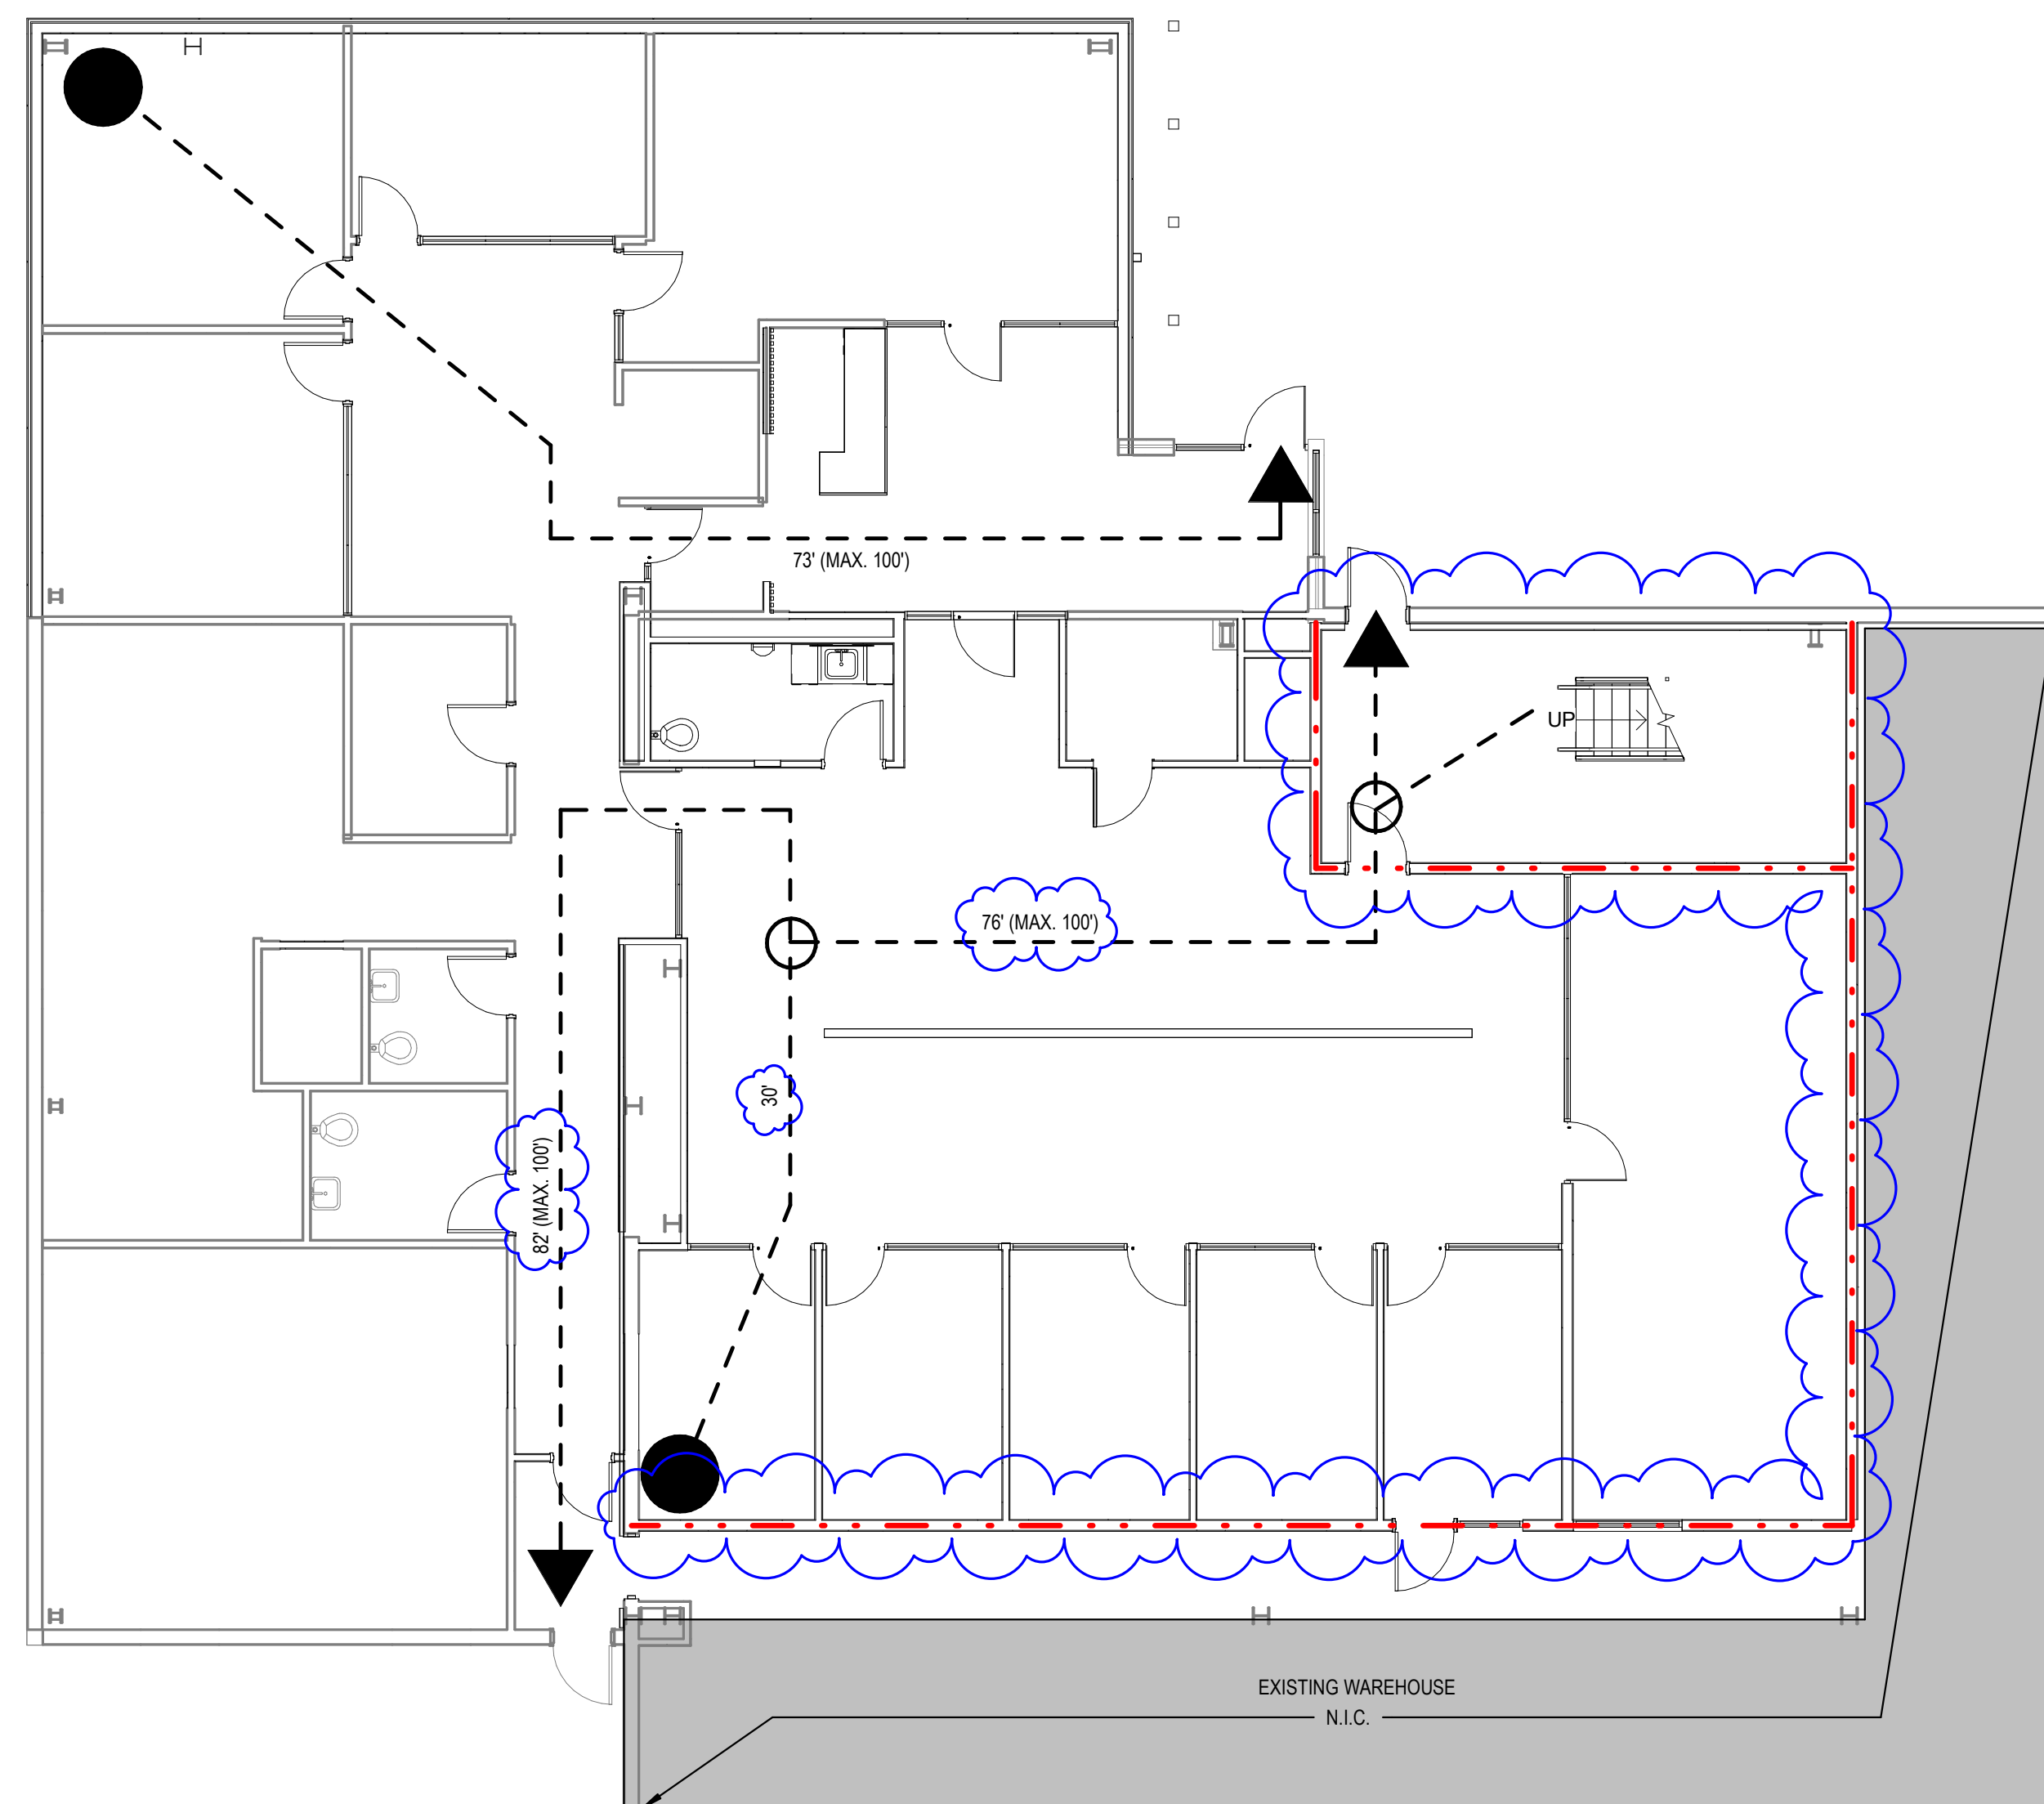 73' (MAX. 100')
UP
76' (MAX. 100')
30'
82' (MAX. 100')
EXISTING WAREHOUSE
N.I.C.